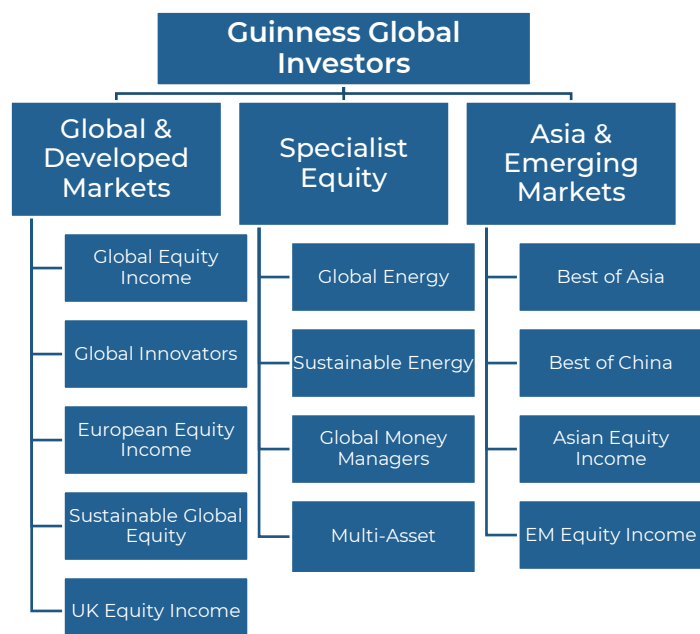 Guinness Global
Investors
Global &
Developed
Markets
Global Equity
Income
Global Innovators
European Equity
Income
Sustainable Global
Equity
UK Equity Income
Specialist
Equity
Global Energy
Sustainable Energy
Global Money
Managers
Multi-Asset
Asia &
Emerging
Markets
Best of Asia
Best of China
Asian Equity
Income
EM Equity Income